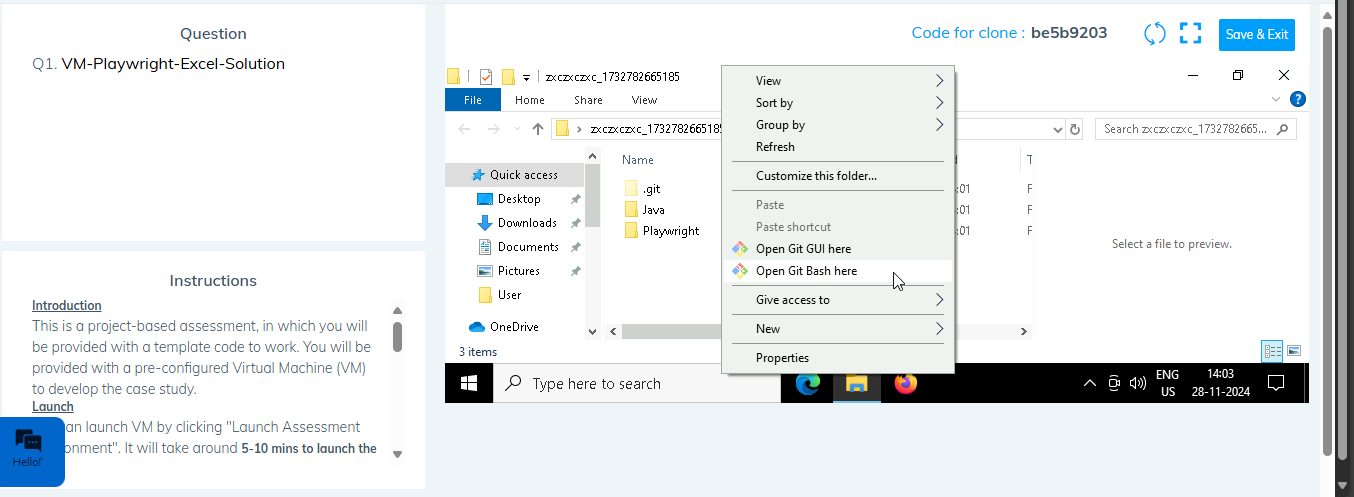 Question
Q1. VM-Playwright-Excel-Solution
Instructions
Introduction
This is a project-based assessment, in which you will
be provided with a template code to work. You will be
provided with a pre-configured Virtual Machine (VM)
to develop the case study.
Launch
an launch VM by clicking "Launch Assessment
onment". It will take around 5-10 mins to launch the
Hello!
Code for clone : be5b9203
Save & Exit
zxczxczxc_1732782665185
File Home Share View
zxczxczxc_1732782665185
Search zxczxczxc_1732782665...
Quick access
Desktop
Downloads
Documents
Pictures
User
OneDrive
3 items
Name
.git
Java
Playwright
View
Sort by
Group by
Refresh
Customize this folder...
Paste
Paste shortcut
Open Git GUI here
Open Git Bash here
Give access to
New
Properties
d T
:01 F
:01 F
:01 F
Select a file to preview.
Type here to search
ENG
US
14:03
28-11-2024